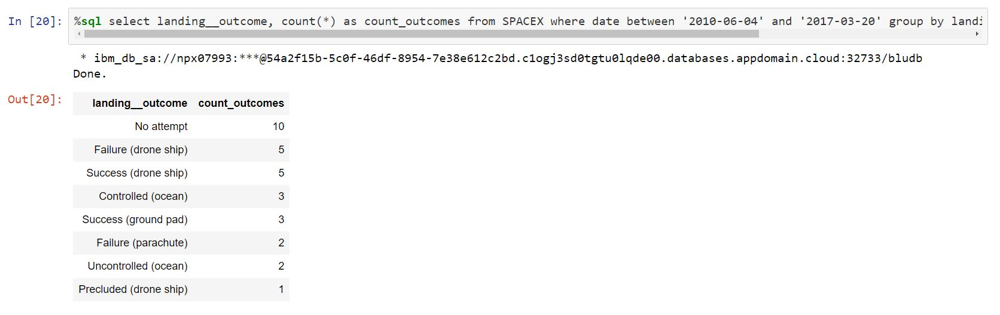 In [20]: %sql select landing__outcome, count(*) as count_outcomes from SPACEX where date between '2010-06-04' and '2017-03-20' group by
* ibm_db_sa://npx07993:***@54a2f15b-5c0f-46df-8954-7e38e612c2bd.c1ogj3sd0tgtu0lqde00.databases.appdomain.cloud:32733/bludb
Done.
Out[20]:
landing__outcome count_outcomes
No attempt 10
Failure (drone ship) 5
Success (drone ship) 5
Controlled (ocean) 3
Success (ground pad) 3
Failure (parachute) 2
Uncontrolled (ocean) 2
Precluded (drone ship) 1